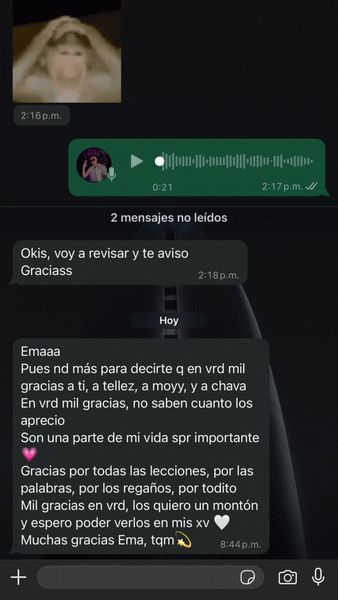 2:16 p.m.
0:21
2:17 p.m.
2 mensajes no leídos
Okis, voy a revisar y te aviso
Graciass
2:18 p.m.
Hoy
Emaaa
Pues nd más para decirte q en vrd mil
gracias a ti, a tellez, a moyy, y a chava
En vrd mil gracias, no saben cuanto los
aprecio
Son una parte de mi vida spr importante
💗
Gracias por todas las lecciones, por las
palabras, por los regaños, por todito
Mil gracias en vrd, los quiero un montón
y espero poder verlos en mis xv 🤍
Muchas gracias Ema, tqm💫
8:44 p.m.